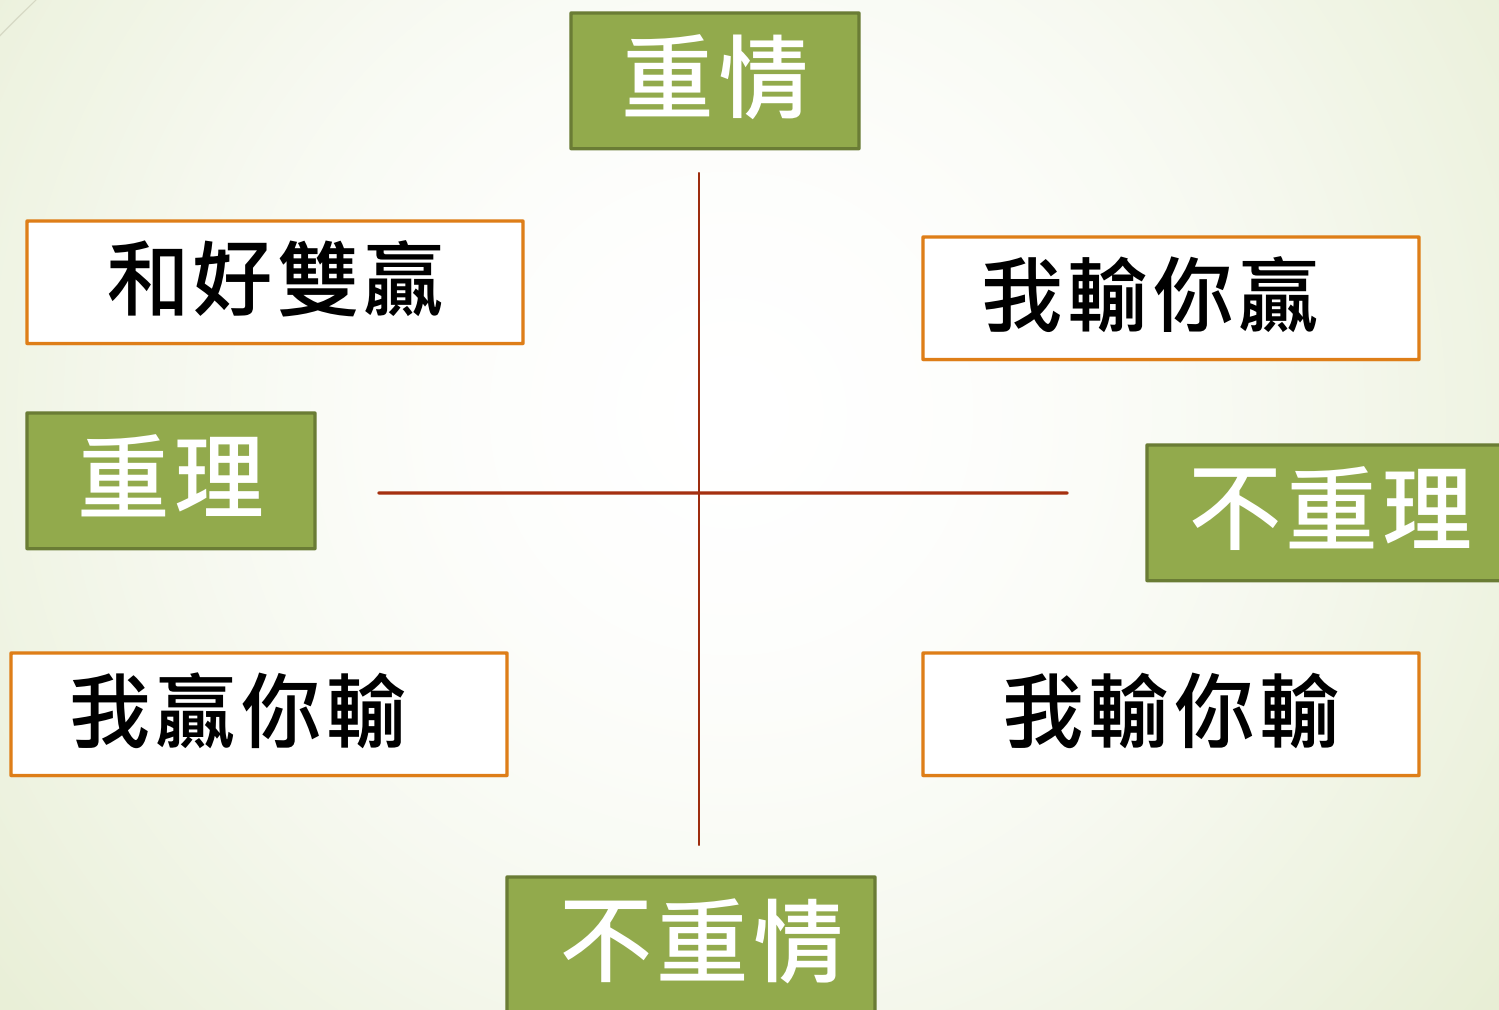 重情
和好雙贏
我輸你贏
重理
不重理
我贏你輸
我輸你輸
不重情